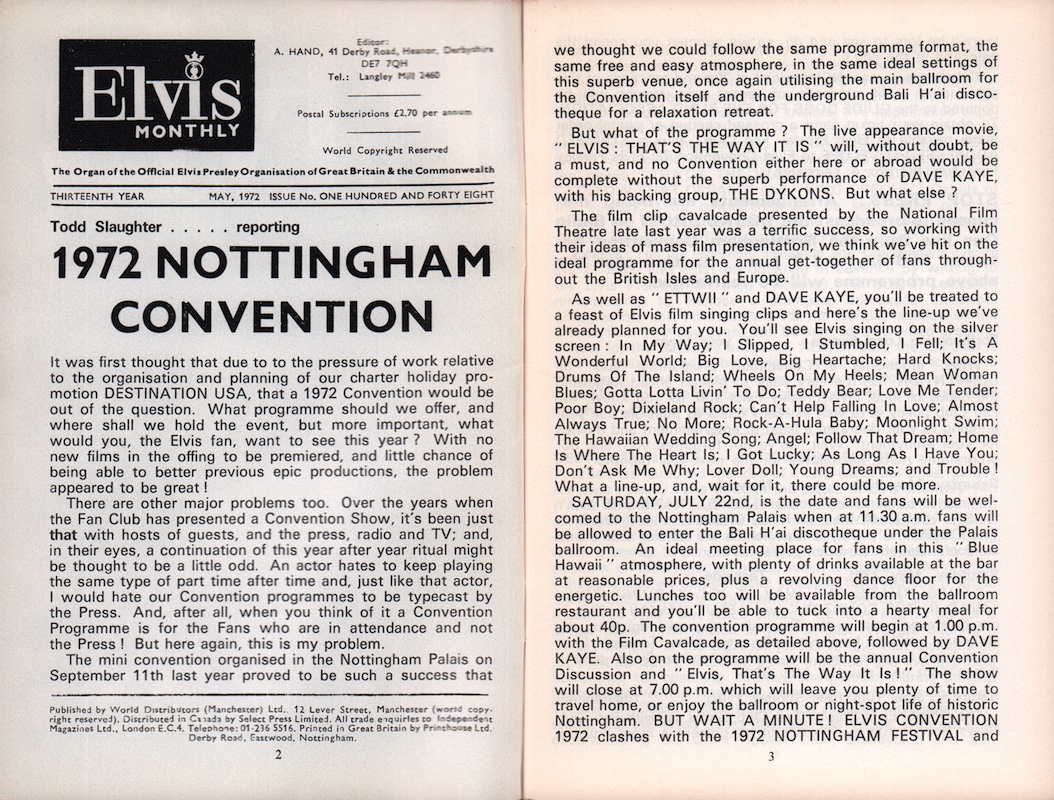 Elvis
MONTHLY
Editor:
A. HAND, 41 Derby Road, Heanor, Derbyshire
DE7 7QH
Tel.: Langley Mill 2460
Postal Subscriptions £2.70 per annum
World Copyright Reserved
The Organ of the Official Elvis Presley Organisation of Great Britain & the Commonwealth
THIRTEENTH YEAR MAY, 1972 ISSUE No. ONE HUNDRED AND FORTY EIGHT
Todd Slaughter . . . . . reporting
1972 NOTTINGHAM
CONVENTION
It was first thought that due to to the pressure of work relative
to the organisation and planning of our charter holiday pro-
motion DESTINATION USA, that a 1972 Convention would be
out of the question. What programme should we offer, and
where shall we hold the event, but more important, what
would you, the Elvis fan, want to see this year ? With no
new films in the offing to be premiered, and little chance of
being able to better previous epic productions, the problem
appeared to be great !
There are other major problems too. Over the years when
the Fan Club has presented a Convention Show, it's been just
that with hosts of guests, and the press, radio and TV; and,
in their eyes, a continuation of this year after year ritual might
be thought to be a little odd. An actor hates to keep playing
the same type of part time after time and, just like that actor,
I would hate our Convention programmes to be typecast by
the Press. And, after all, when you think of it a Convention
Programme is for the Fans who are in attendance and not
the Press ! But here again, this is my problem.
The mini convention organised in the Nottingham Palais on
September 11th last year proved to be such a success that
Published by World Distributors (Manchester) Ltd., 12 Lever Street, Manchester (world copy-
right reserved). Distributed in Canada by Select Press Limited. All trade enquiries to Independent
Magazines Ltd., London E.C.4. Telephone: 01-236 5516. Printed in Great Britain by Printhouse Ltd.
Derby Road, Eastwood, Nottingham.
2
we thought we could follow the same programme format, the
same free and easy atmosphere, in the same ideal settings of
this superb venue, once again utilising the main ballroom for
the Convention itself and the underground Bali H'ai disco-
theque for a relaxation retreat.
But what of the programme ? The live appearance movie,
" ELVIS : THAT'S THE WAY IT IS " will, without doubt, be
a must, and no Convention either here or abroad would be
complete without the superb performance of DAVE KAYE,
with his backing group, THE DYKONS. But what else ?
The film clip cavalcade presented by the National Film
Theatre late last year was a terrific success, so working with
their ideas of mass film presentation, we think we've hit on the
ideal programme for the annual get-together of fans through-
out the British Isles and Europe.
As well as " ETTWII " and DAVE KAYE, you'll be treated to
a feast of Elvis film singing clips and here's the line-up we've
already planned for you. You'll see Elvis singing on the silver
screen : In My Way; I Slipped, I Stumbled, I Fell; It's A
Wonderful World; Big Love, Big Heartache; Hard Knocks;
Drums Of The Island; Wheels On My Heels; Mean Woman
Blues; Gotta Lotta Livin' To Do; Teddy Bear; Love Me Tender;
Poor Boy; Dixieland Rock; Can't Help Falling In Love; Almost
Always True; No More; Rock-A-Hula Baby; Moonlight Swim;
The Hawaiian Wedding Song; Angel; Follow That Dream; Home
Is Where The Heart Is; I Got Lucky; As Long As I Have You;
Don't Ask Me Why; Lover Doll; Young Dreams; and Trouble !
What a line-up, and, wait for it, there could be more.
SATURDAY, JULY 22nd, is the date and fans will be wel-
comed to the Nottingham Palais when at 11.30 a.m. fans will
be allowed to enter the Bali H'ai discotheque under the Palais
ballroom. An ideal meeting place for fans in this " Blue
Hawaii " atmosphere, with plenty of drinks available at the bar
at reasonable prices, plus a revolving dance floor for the
energetic. Lunches too will be available from the ballroom
restaurant and you'll be able to tuck into a hearty meal for
about 40p. The convention programme will begin at 1.00 p.m.
with the Film Cavalcade, as detailed above, followed by DAVE
KAYE. Also on the programme will be the annual Convention
Discussion and " Elvis, That's The Way It Is ! " The show
will close at 7.00 p.m. which will leave you plenty of time to
travel home, or enjoy the ballroom or night-spot life of historic
Nottingham. BUT WAIT A MINUTE ! ELVIS CONVENTION
1972 clashes with the 1972 NOTTINGHAM FESTIVAL and
3